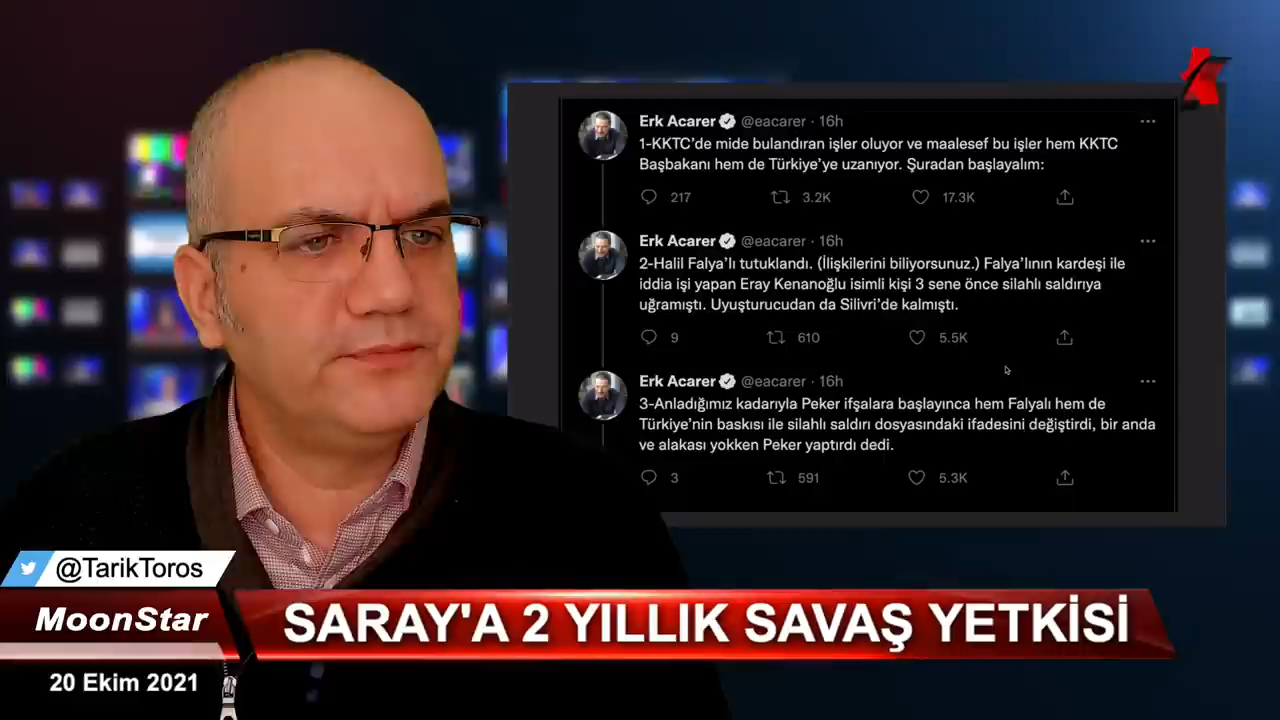 Erk Acarer @eacarer · 16h
1-KKTC'de mide bulandıran işler oluyor ve maalesef bu işler hem KKTC
Başbakanı hem de Türkiye'ye uzanıyor. Şuradan başlayalım:
217 3.2K 17.3K
Erk Acarer @eacarer · 16h
2-Halil Falya'lı tutuklandı. (İlişkilerini biliyorsunuz.) Falya'lının kardeşi ile
iddia işi yapan Eray Kenanoğlu isimli kişi 3 sene önce silahlı saldırıya
uğramıştı. Uyuşturucudan da Silivri'de kalmıştı.
9 610 5.5K
Erk Acarer @eacarer · 16h
3-Anladığımız kadarıyla Peker ifşalara başlayınca hem Falyalı hem de
Türkiye'nin baskısı ile silahlı saldırı dosyasındaki ifadesini değiştirdi, bir anda
ve alakası yokken Peker yaptırdı dedi.
3 591 5.3K
@TarikToros
MoonStar
SARAY'A 2 YILLIK SAVAŞ YETKİSİ
20 Ekim 2021